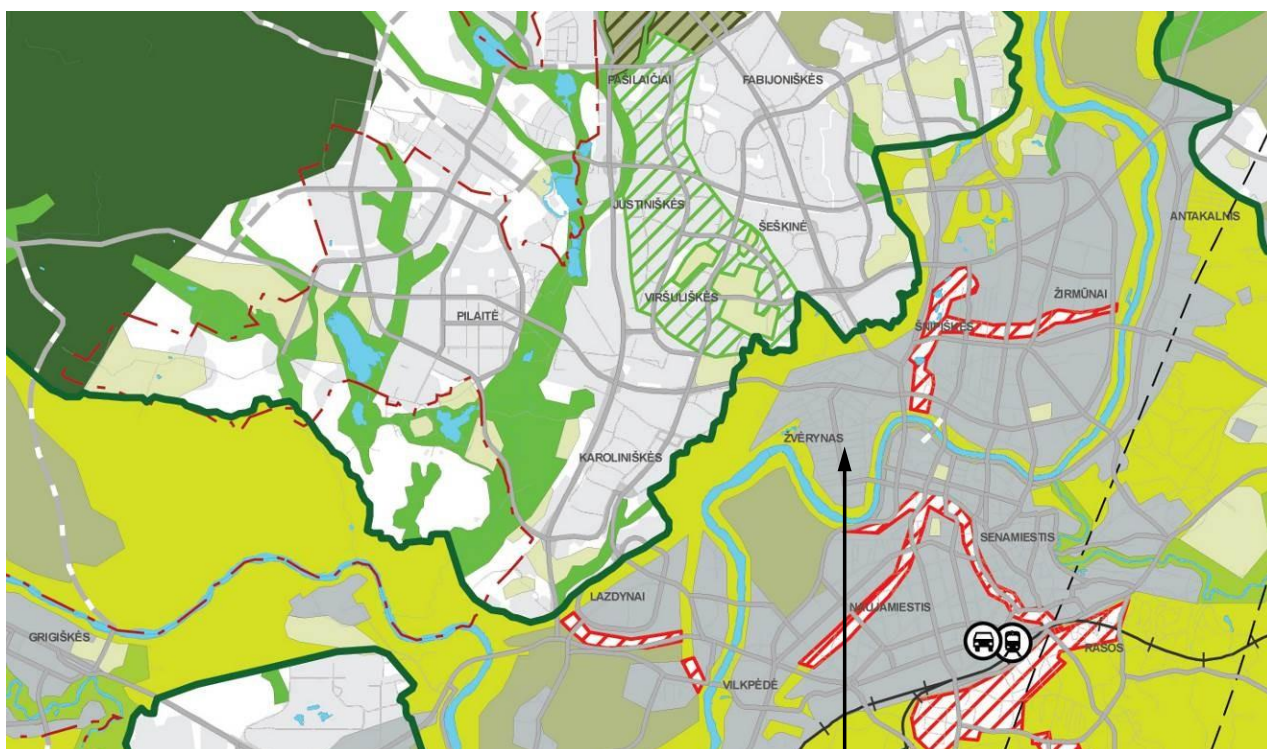 PAŠILAIČIAI
FABIJONIŠKĖS
JUSTINIŠKĖS
ŠEŠKINĖ
ANTAKALNIS
VIRŠULIŠKĖS
ŽIRMŪNAI
PILAITĖ
ŠNIPIŠKĖS
ŽVĖRYNAS
KAROLINIŠKĖS
SENAMIESTIS
LAZDYNAI
NAUJAMIESTIS
GRIGIŠKĖS
RASOS
VILKPĖDĖ